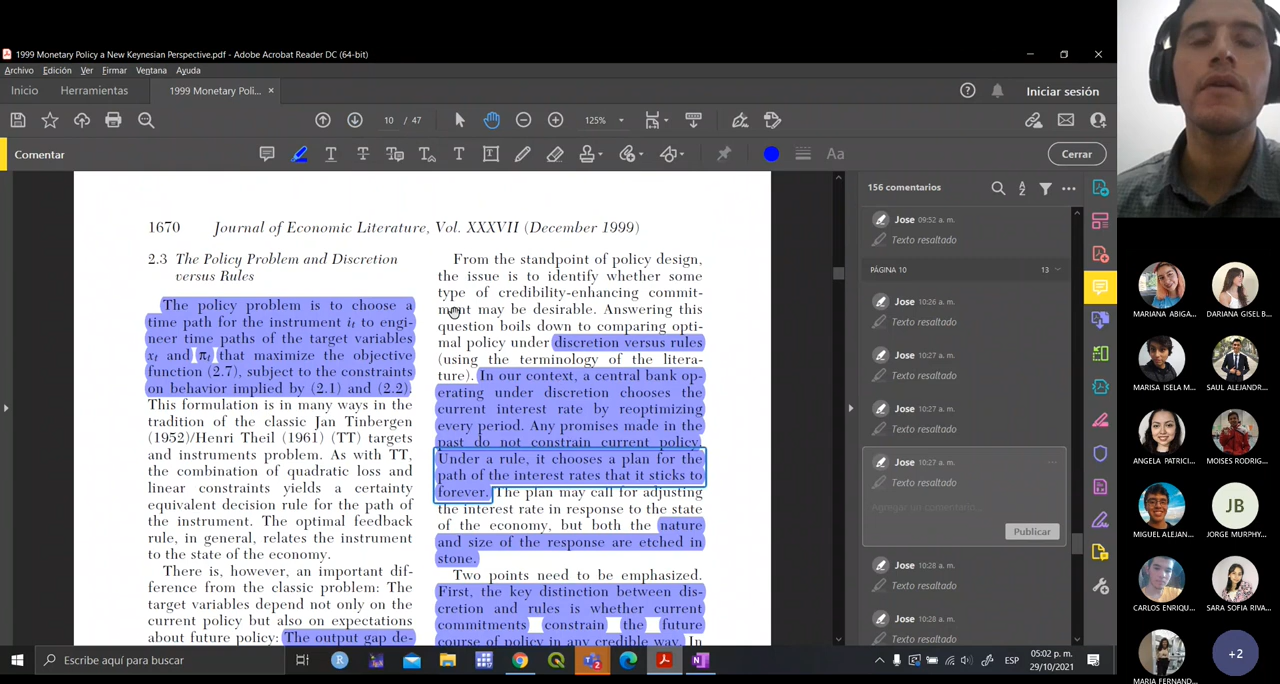 1999 Monetary Policy a New Keynesian Perspective.pdf - Adobe Acrobat Reader DC (64-bit)
Archivo Edición Ver Firmar Ventana Ayuda
Inicio Herramientas 1999 Monetary Poli... × Iniciar sesión
10 / 47 125%
Comentar Aa Cerrar
1670 Journal of Economic Literature, Vol. XXXVII (December 1999)
2.3 The Policy Problem and Discretion
versus Rules
The policy problem is to choose a
time path for the instrument it to engi-
neer time paths of the target variables
xt and πt that maximize the objective
function (2.7), subject to the constraints
on behavior implied by (2.1) and (2.2).
This formulation is in many ways in the
tradition of the classic Jan Tinbergen
(1952)/Henri Theil (1961) (TT) targets
and instruments problem. As with TT,
the combination of quadratic loss and
linear constraints yields a certainty
equivalent decision rule for the path of
the instrument. The optimal feedback
rule, in general, relates the instrument
to the state of the economy.
There is, however, an important dif-
ference from the classic problem: The
target variables depend not only on the
current policy but also on expectations
about future policy: The output gap de-
From the standpoint of policy design,
the issue is to identify whether some
type of credibility-enhancing commit-
ment may be desirable. Answering this
question boils down to comparing opti-
mal policy under discretion versus rules
(using the terminology of the litera-
ture). In our context, a central bank op-
erating under discretion chooses the
current interest rate by reoptimizing
every period. Any promises made in the
past do not constrain current policy.
Under a rule, it chooses a plan for the
path of the interest rates that it sticks to
forever. The plan may call for adjusting
the interest rate in response to the state
of the economy, but both the nature
and size of the response are etched in
stone.
Two points need to be emphasized.
First, the key distinction between dis-
cretion and rules is whether current
commitments constrain the future
course of policy in any credible way. In
156 comentarios
Jose 09:52 a. m.
Texto resaltado
PÁGINA 10 13
Jose 10:26 a. m.
Texto resaltado
Jose 10:27 a. m.
Texto resaltado
Jose 10:27 a. m.
Texto resaltado
Jose 10:27 a. m.
Texto resaltado
Agregar un comentario...
Publicar
Jose 10:28 a. m.
Texto resaltado
Jose 10:28 a. m.
Texto resaltado
MARIANA ABIGA... DARIANA GISEL B...
MARISA ISELA M... SAUL ALEJANDR...
ANGELA PATRICI... MOISES RODRIG...
JB
MIGUEL ALEJAN... JORGE MURPHY...
CARLOS ENRIQU... SARA SOFIA RIVA...
+2
MARIA FERNAND...
Escribe aquí para buscar
ESP
05:02 p. m.
29/10/2021